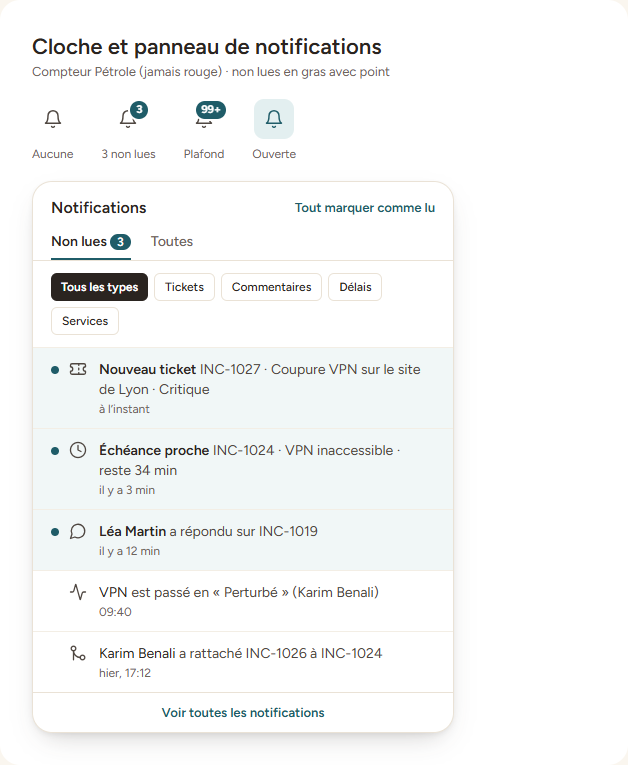 Cloche et panneau de notifications
Compteur Pétrole (jamais rouge) · non lues en gras avec point
3
99+
Aucune
3 non lues
Plafond
Ouverte
Notifications
Tout marquer comme lu
Non lues 3
Toutes
Tous les types
Tickets
Commentaires
Délais
Services
Nouveau ticket INC-1027 · Coupure VPN sur le site
de Lyon · Critique
à l'instant
Échéance proche INC-1024 · VPN inaccessible ·
reste 34 min
il y a 3 min
Léa Martin a répondu sur INC-1019
il y a 12 min
VPN est passé en « Perturbé » (Karim Benali)
09:40
Karim Benali a rattaché INC-1026 à INC-1024
hier, 17:12
Voir toutes les notifications